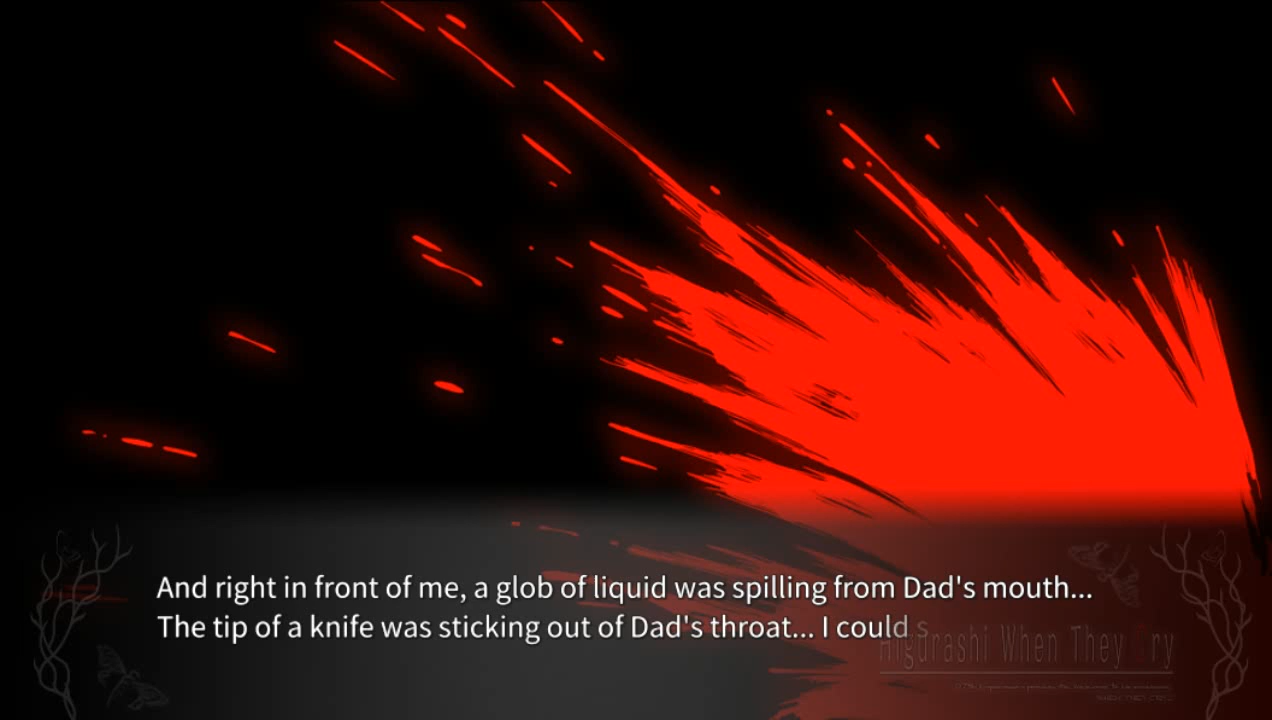 And right in front of me, a glob of liquid was spilling from Dad's mouth...
The tip of a knife was sticking out of Dad's throat... I could s
Higurashi When They Cry